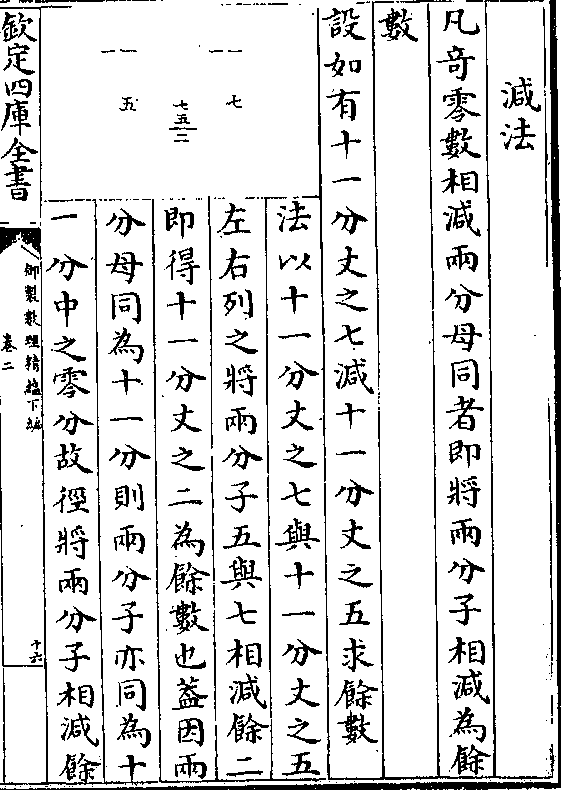 減法
凡奇零數相減兩分母同者即將兩分子相減為餘
數
設如有十一分丈之七減十一分丈之五求餘數
一一 七
七五二
一一 五
法以十一分丈之七與十一分丈之五
左右列之將兩分子五與七相減餘二
即得十一分丈之二為餘數也葢因兩
分母同為十一分則兩分子亦同為十
一分中之零分故徑將兩分子相減餘
欽定四庫全書
御製數理精蘊下編
卷二
十六